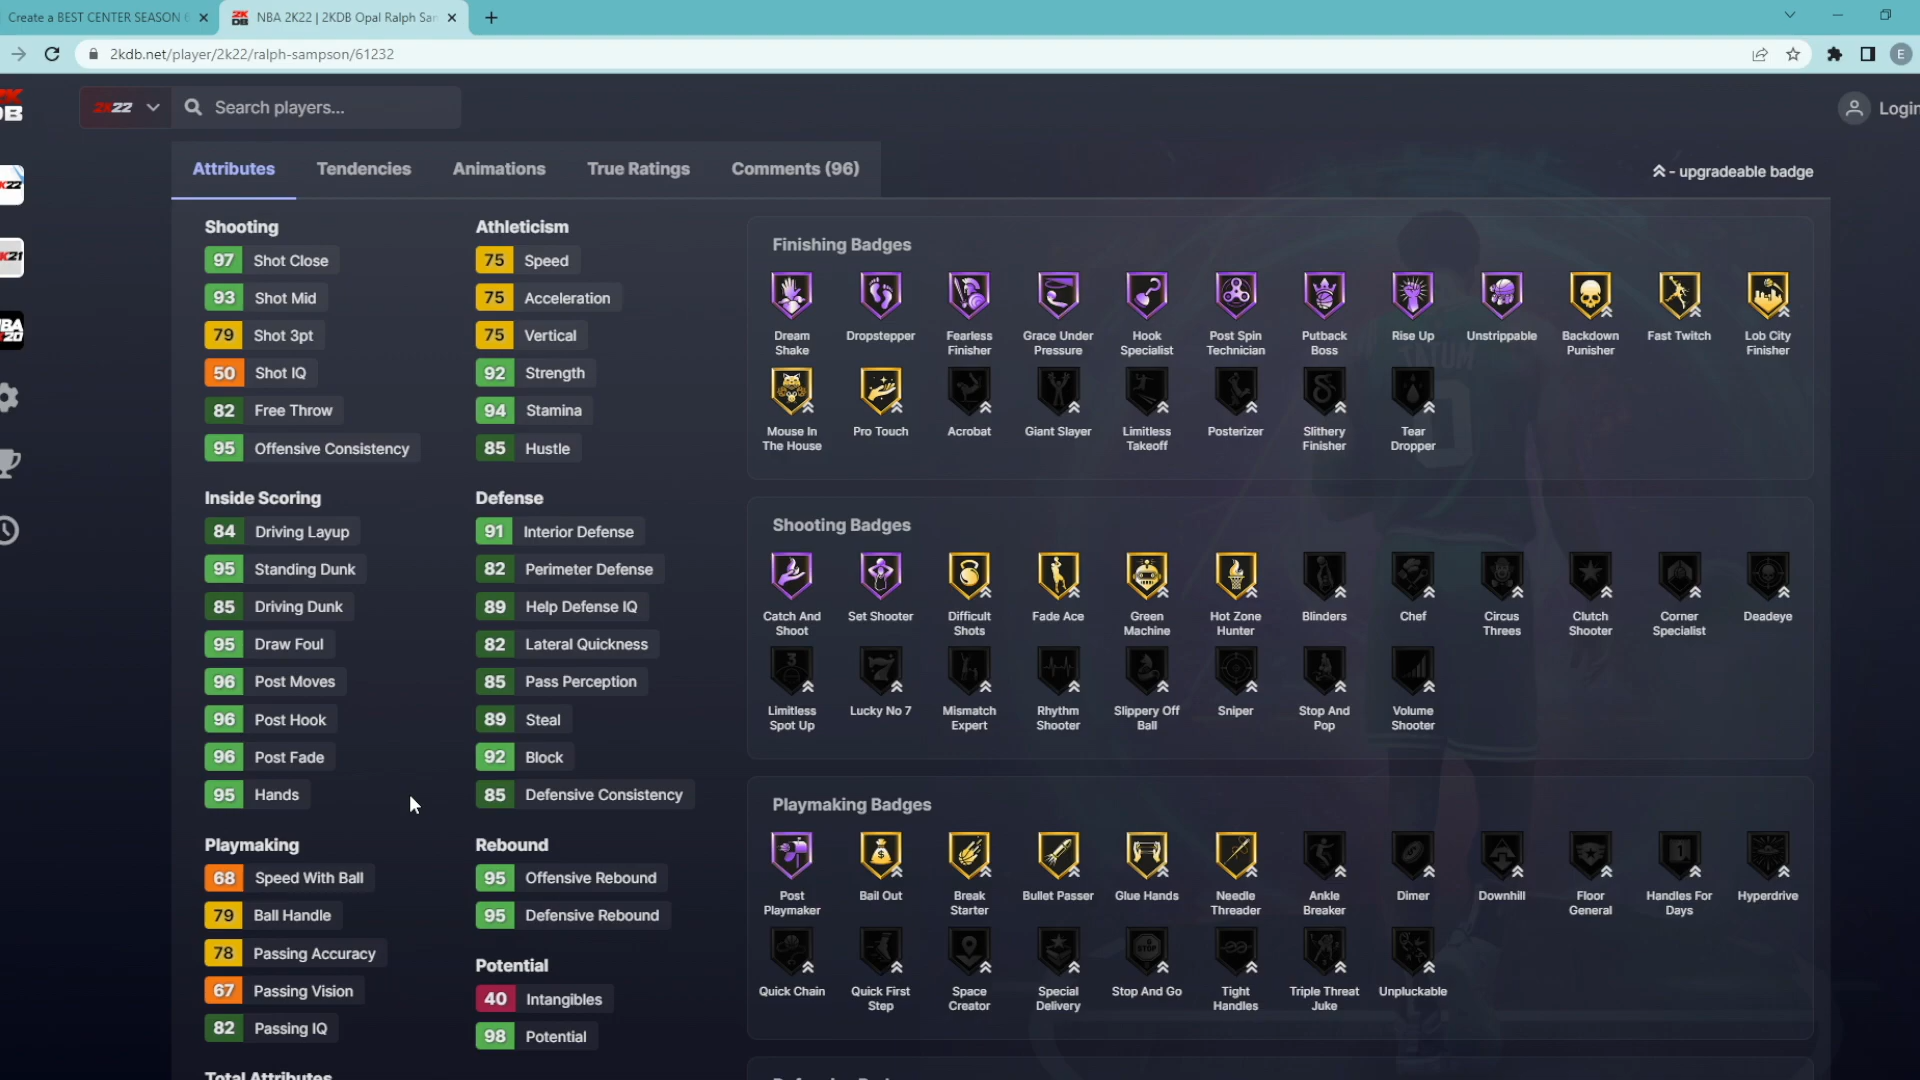 Create a BEST CENTER SEASON 6
NBA 2K22 | 2KDB Opal Ralph Sam
2kdb.net/player/2k22/ralph-sampson/61232
E
2K
DB
2K22
Search players...
Login
Attributes
Tendencies
Animations
True Ratings
Comments (96)
- upgradeable badge
Shooting
97 Shot Close
93 Shot Mid
79 Shot 3pt
50 Shot IQ
82 Free Throw
95 Offensive Consistency
Inside Scoring
84 Driving Layup
95 Standing Dunk
85 Driving Dunk
95 Draw Foul
96 Post Moves
96 Post Hook
96 Post Fade
95 Hands
Playmaking
68 Speed With Ball
79 Ball Handle
78 Passing Accuracy
67 Passing Vision
82 Passing IQ
Total Attributes
Athleticism
75 Speed
75 Acceleration
75 Vertical
92 Strength
94 Stamina
85 Hustle
Defense
91 Interior Defense
82 Perimeter Defense
89 Help Defense IQ
82 Lateral Quickness
85 Pass Perception
89 Steal
92 Block
85 Defensive Consistency
Rebound
95 Offensive Rebound
95 Defensive Rebound
Potential
40 Intangibles
98 Potential
Finishing Badges
Dream Shake
Dropstepper
Fearless Finisher
Grace Under Pressure
Hook Specialist
Post Spin Technician
Putback Boss
Rise Up
Unstrippable
Backdown Punisher
Fast Twitch
Lob City Finisher
Mouse In The House
Pro Touch
Acrobat
Giant Slayer
Limitless Takeoff
Posterizer
Slithery Finisher
Tear Dropper
Shooting Badges
Catch And Shoot
Set Shooter
Difficult Shots
Fade Ace
Green Machine
Hot Zone Hunter
Blinders
Chef
Circus Threes
Clutch Shooter
Corner Specialist
Deadeye
Limitless Spot Up
Lucky No 7
Mismatch Expert
Rhythm Shooter
Slippery Off Ball
Sniper
Stop And Pop
Volume Shooter
Playmaking Badges
Post Playmaker
Bail Out
Break Starter
Bullet Passer
Glue Hands
Needle Threader
Ankle Breaker
Dimer
Downhill
Floor General
Handles For Days
Hyperdrive
Quick Chain
Quick First Step
Space Creator
Special Delivery
Stop And Go
Tight Handles
Triple Threat Juke
Unpluckable